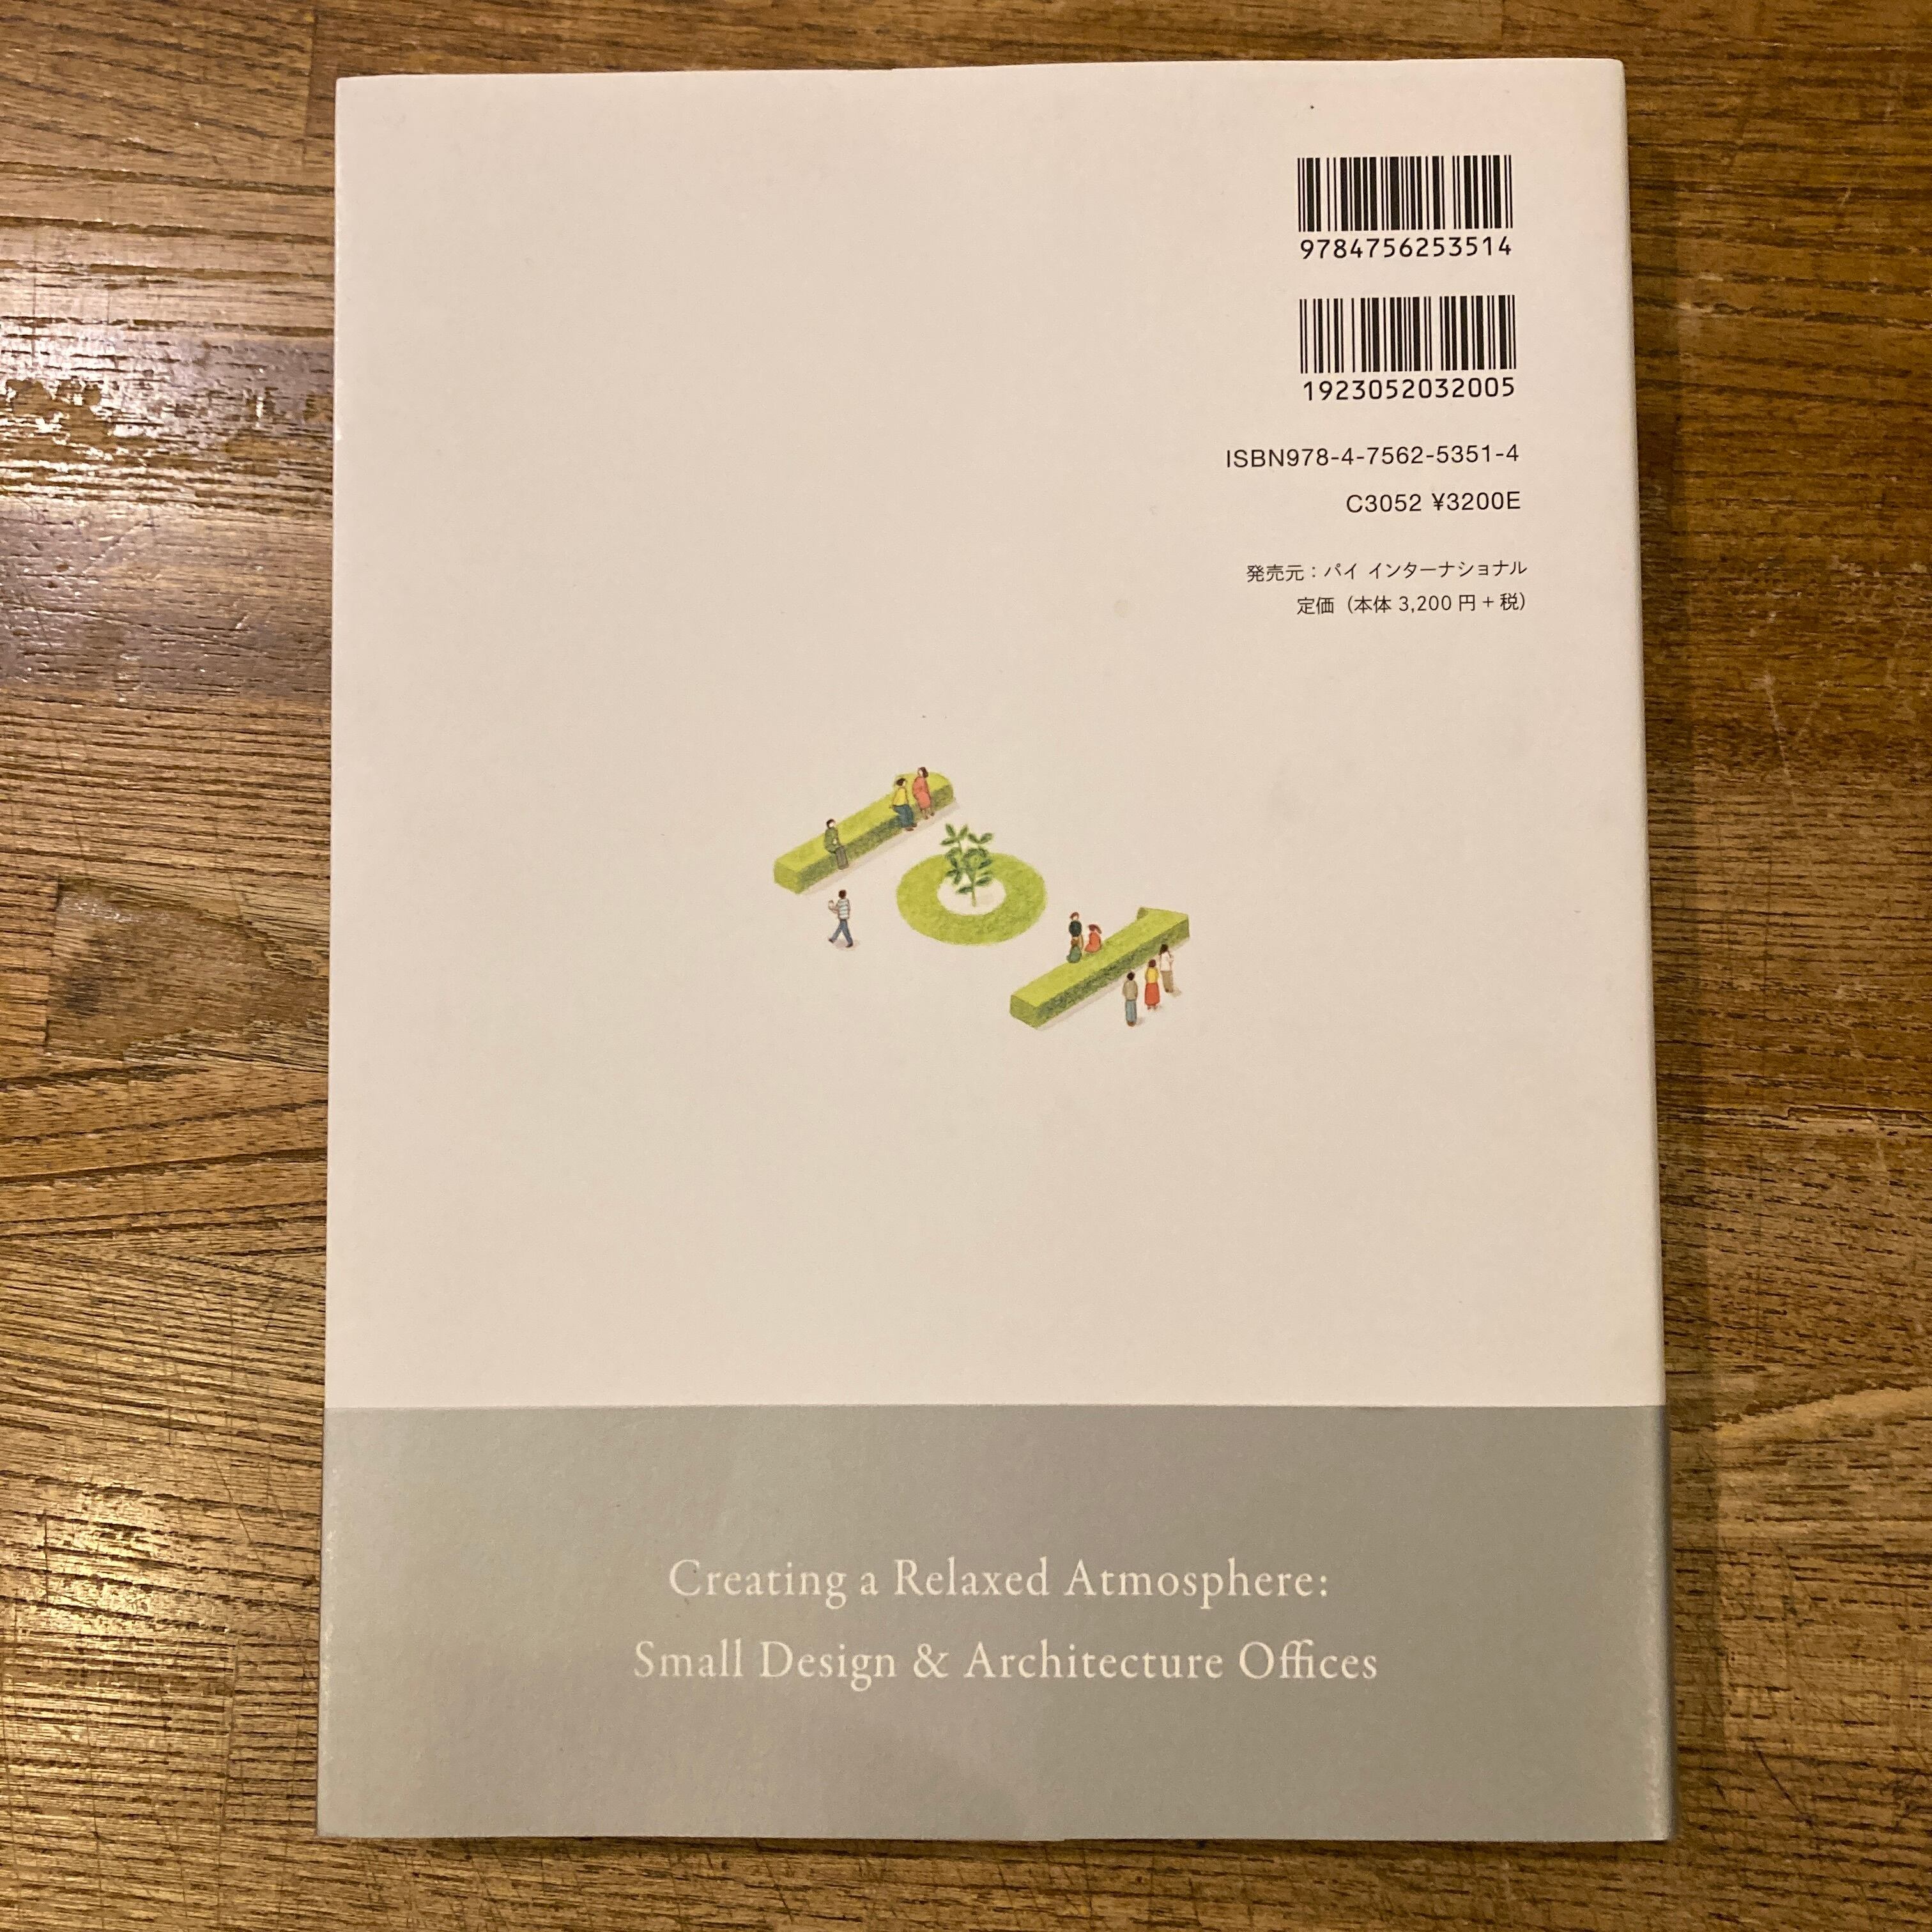 9784756253514
1923052032005
ISBN978-4-7562-5351-4
C3052 ¥3200E
発売元：パイ インターナショナル
定価（本体 3,200 円 + 税）
Creating a Relaxed Atmosphere:
Small Design & Architecture Offices